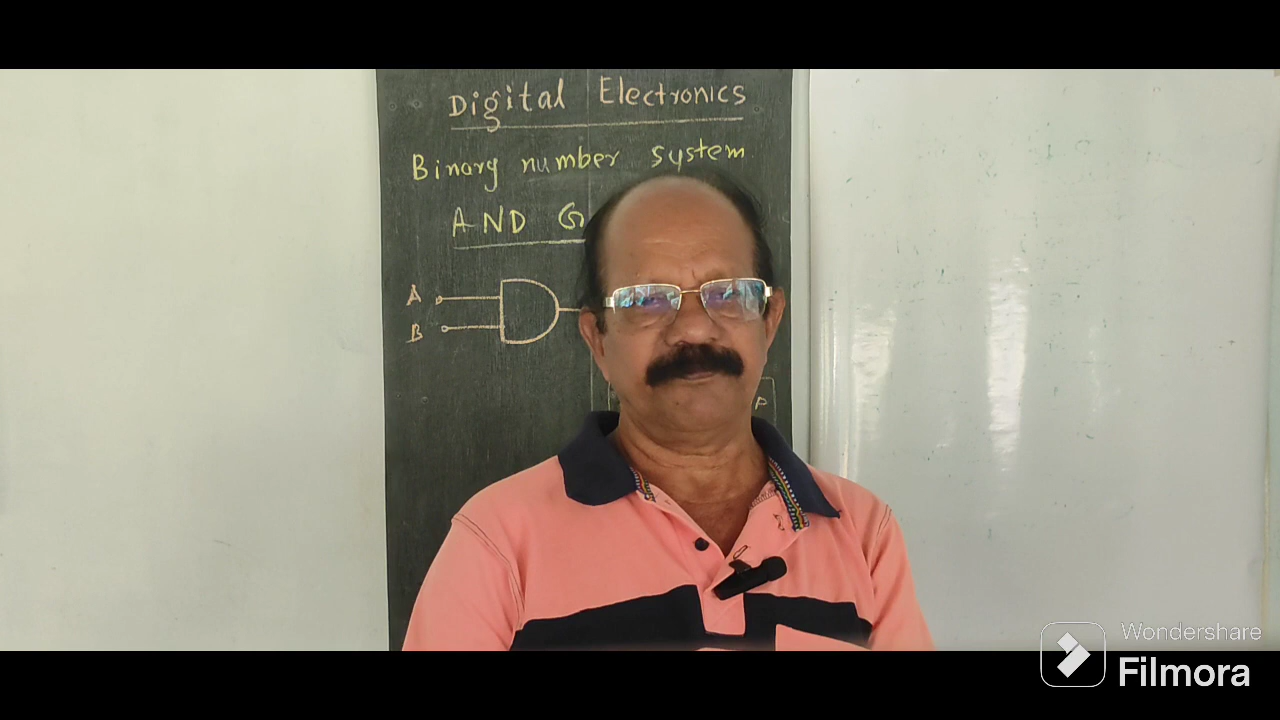 Digital Electronics
Binary number system
AND
A
B
P
Wondershare
Filmora